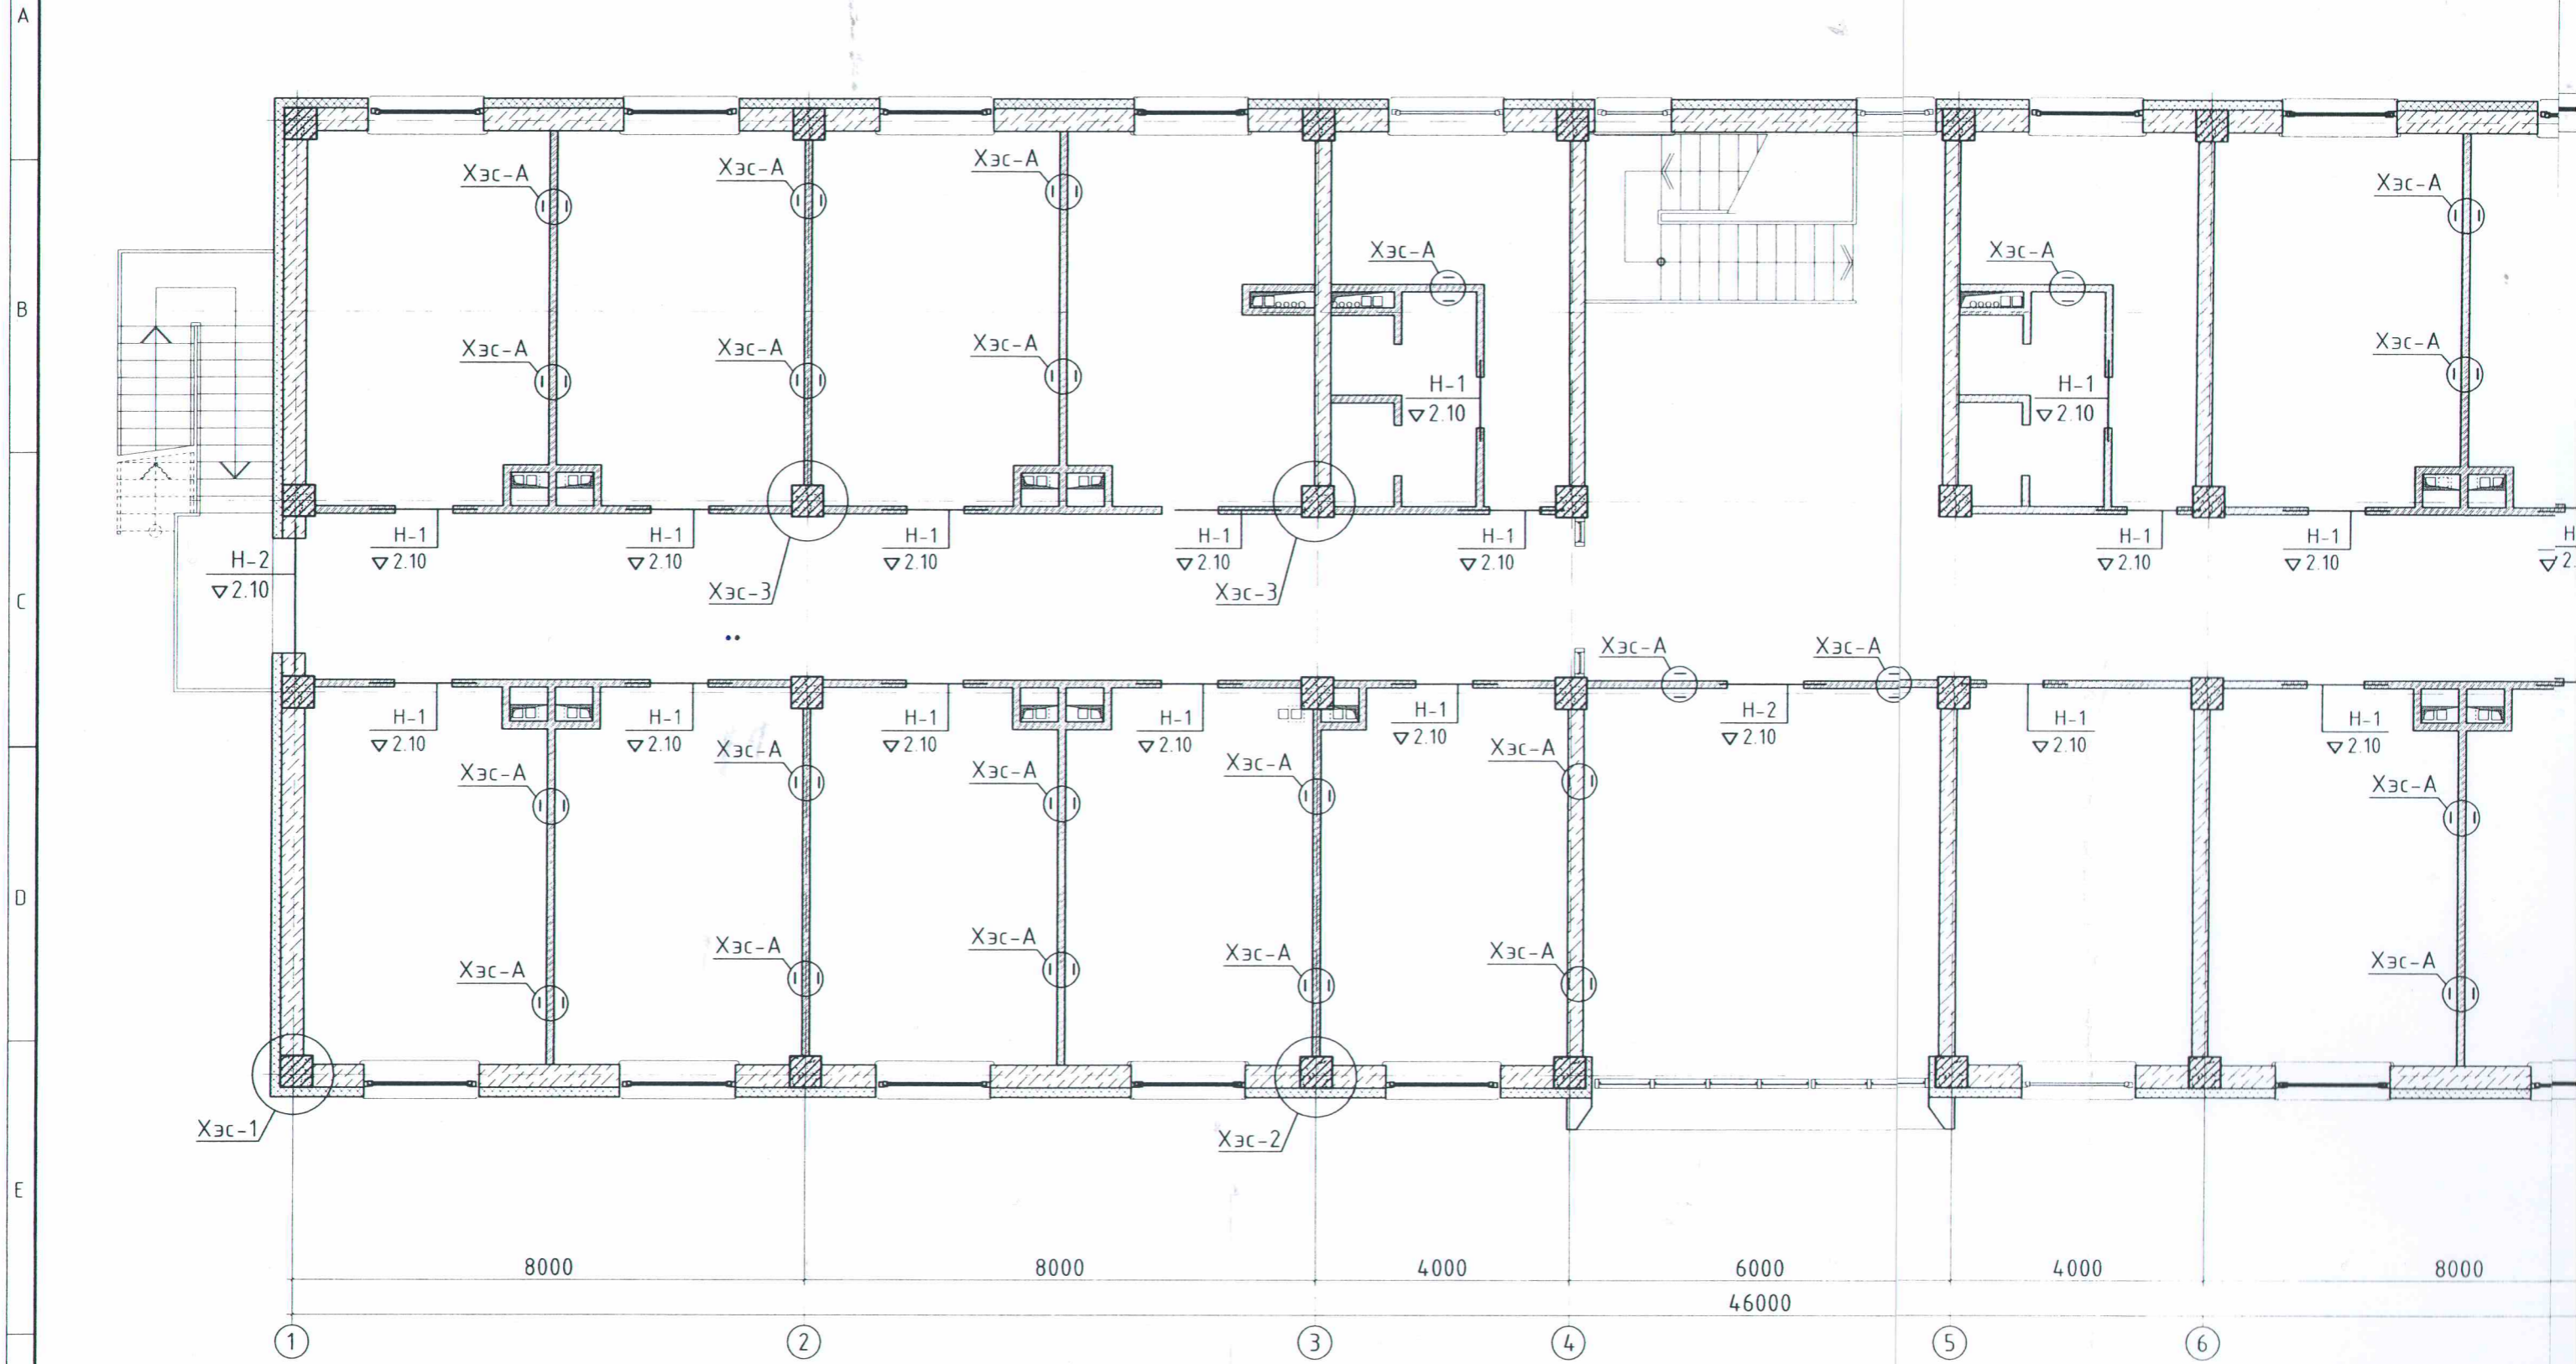 A
Хэс-А
Хэс-А
Хэс-А
Хэс-А
Хэс-А
Хэс-А
B
Хэс-А
Хэс-А
Хэс-А
Хэс-А
Хэс-А
Н-1
▽2.10
Н-1
▽2.10
Н-2
▽2.10
Н-1
▽2.10
Н-1
▽2.10
Н-1
▽2.10
Н-1
▽2.10
Н-1
▽2.10
Н-1
▽2.10
Н-1
▽2.10
C
Хэс-3
Хэс-3
Хэс-А
Хэс-А
Н-1
▽2.10
Н-1
▽2.10
Н-1
▽2.10
Н-1
▽2.10
Н-1
▽2.10
Н-2
▽2.10
Н-1
▽2.10
Н-1
▽2.10
Хэс-А
Хэс-А
Хэс-А
Хэс-А
Хэс-А
Хэс-А
D
Хэс-А
Хэс-А
Хэс-А
Хэс-А
Хэс-А
Хэс-А
Хэс-1
Хэс-2
E
8000
8000
4000
6000
4000
8000
46000
1
2
3
4
5
6